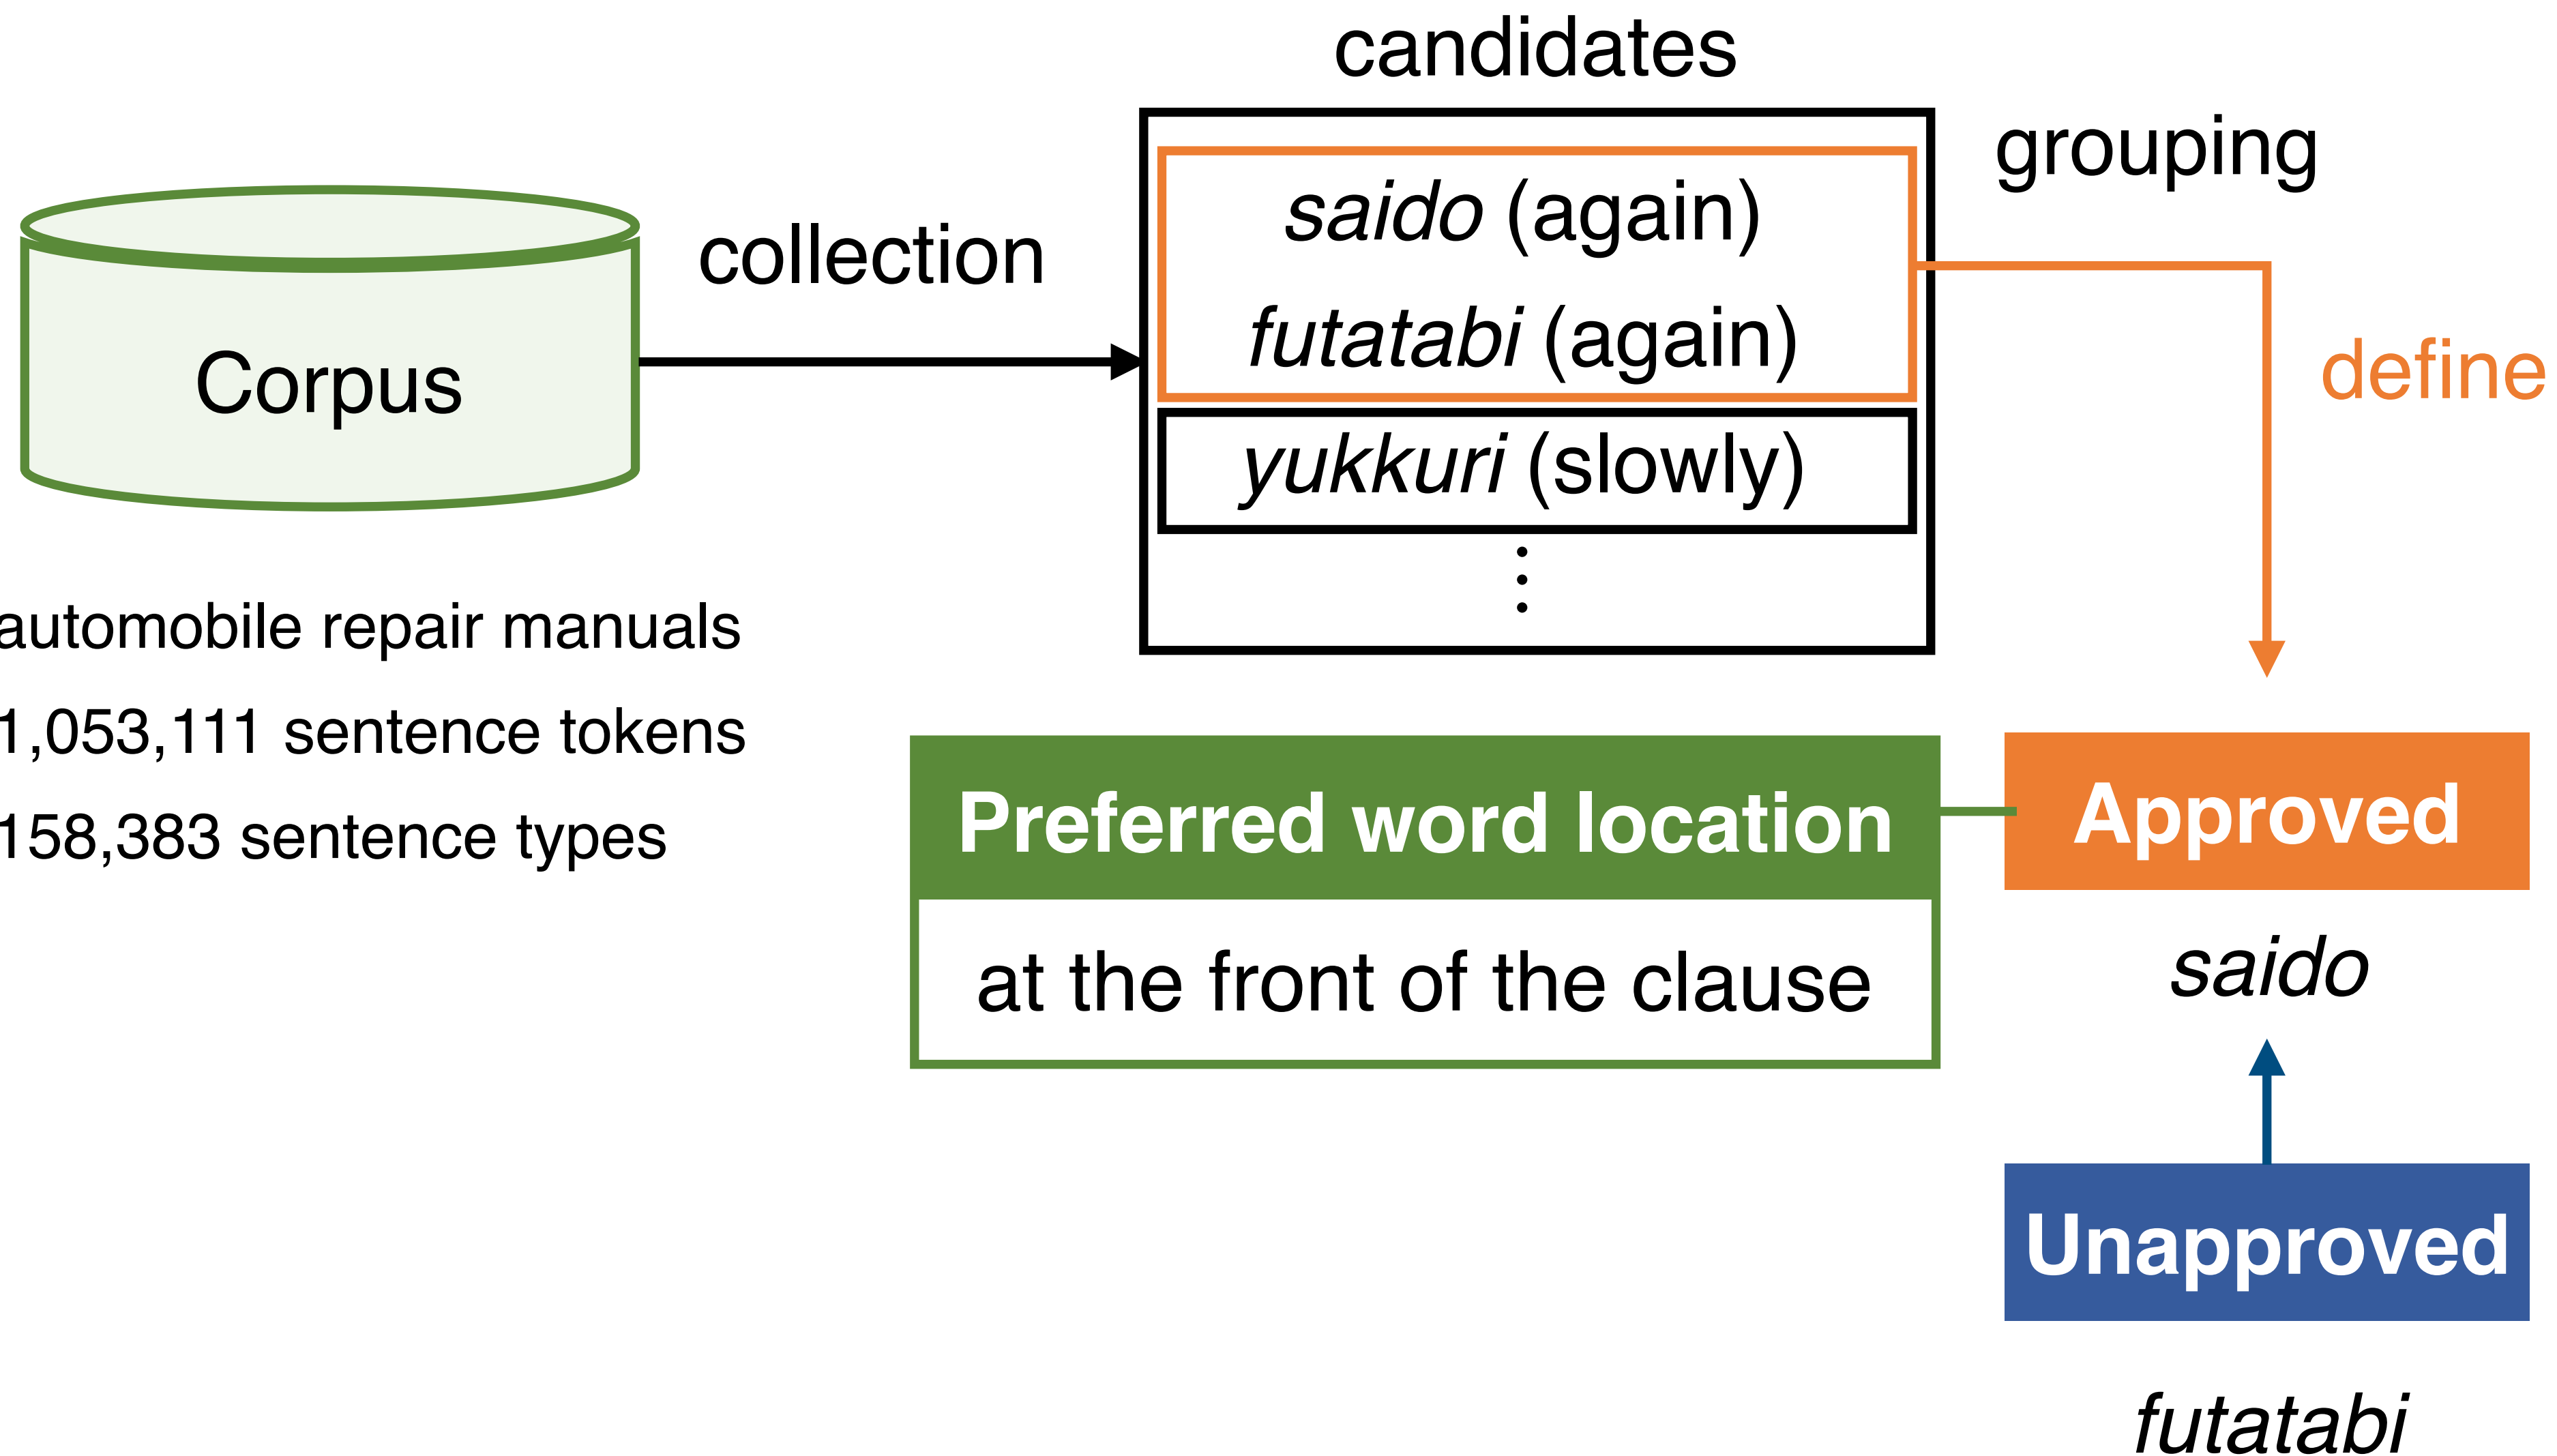 candidates
grouping
saido (again)
futatabi (again)
yukkuri (slowly)
collection
define
Corpus
automobile repair manuals
1,053,111 sentence tokens
158,383 sentence types
Preferred word location
at the front of the clause
Approved
saido
Unapproved
futatabi